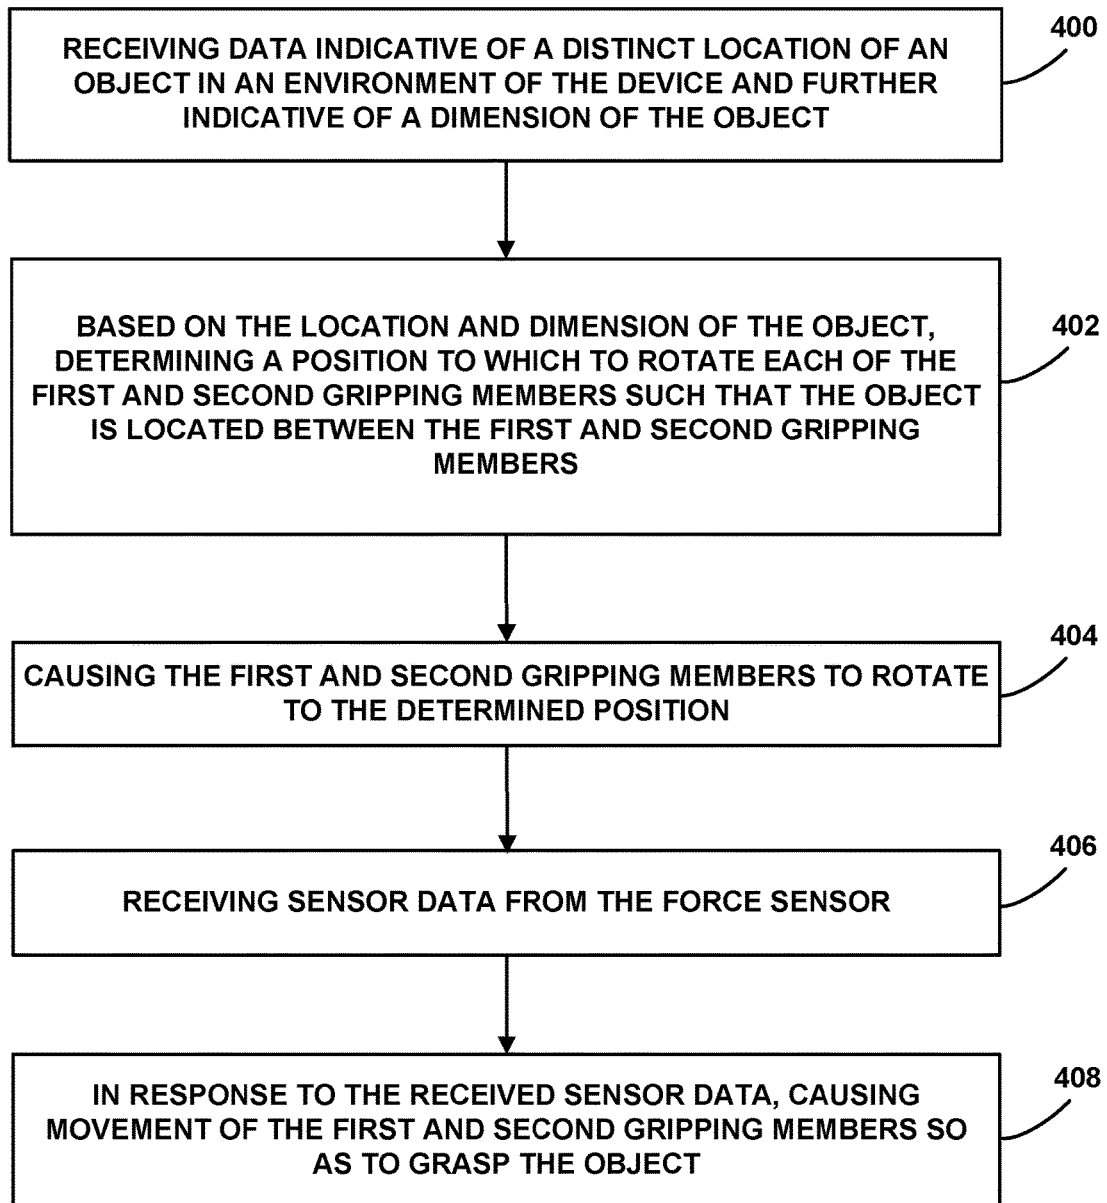 RECEIVING DATA INDICATIVE OF A DISTINCT LOCATION OF AN
OBJECT IN AN ENVIRONMENT OF THE DEVICE AND FURTHER
INDICATIVE OF A DIMENSION OF THE OBJECT
400
BASED ON THE LOCATION AND DIMENSION OF THE OBJECT,
DETERMINING A POSITION TO WHICH TO ROTATE EACH OF THE
FIRST AND SECOND GRIPPING MEMBERS SUCH THAT THE OBJECT
IS LOCATED BETWEEN THE FIRST AND SECOND GRIPPING
MEMBERS
402
CAUSING THE FIRST AND SECOND GRIPPING MEMBERS TO ROTATE
TO THE DETERMINED POSITION
404
RECEIVING SENSOR DATA FROM THE FORCE SENSOR
406
IN RESPONSE TO THE RECEIVED SENSOR DATA, CAUSING
MOVEMENT OF THE FIRST AND SECOND GRIPPING MEMBERS SO
AS TO GRASP THE OBJECT
408